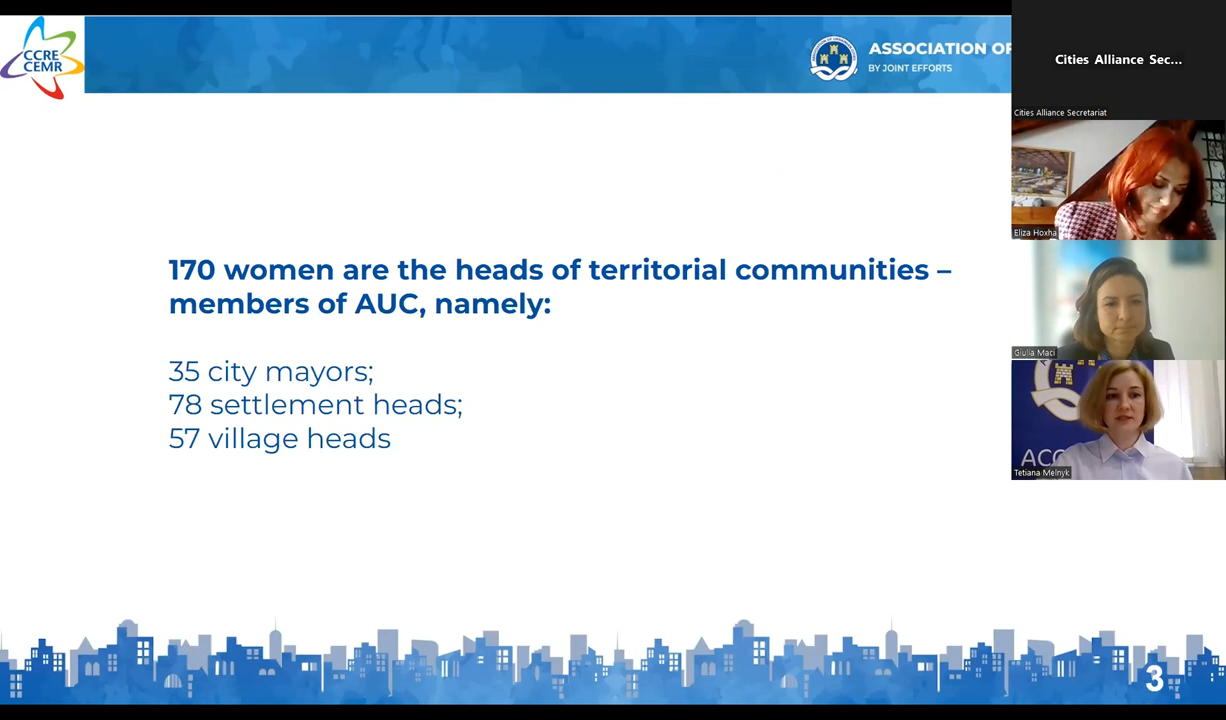 CCRE
CEMR
ASSOCIATION OF
BY JOINT EFFORTS
Cities Alliance Sec...
Cities Alliance Secretariat
Eliza Hoxha
Giulia Maci
Tetiana Melnyk
170 women are the heads of territorial communities –
members of AUC, namely:
35 city mayors;
78 settlement heads;
57 village heads
3